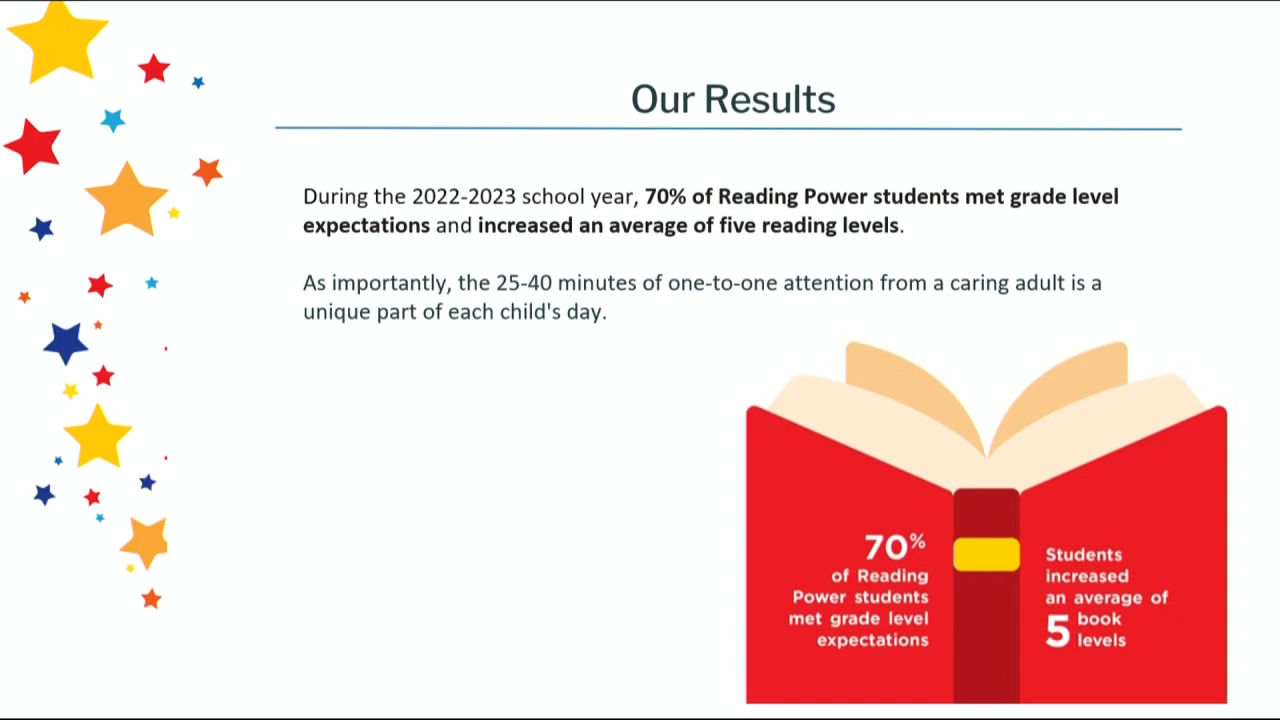 Our Results
During the 2022-2023 school year, 70% of Reading Power students met grade level
expectations and increased an average of five reading levels.
As importantly, the 25-40 minutes of one-to-one attention from a caring adult is a
unique part of each child's day.
70%
of Reading
Power students
met grade level
expectations
Students
increased
an average of
5 book
levels